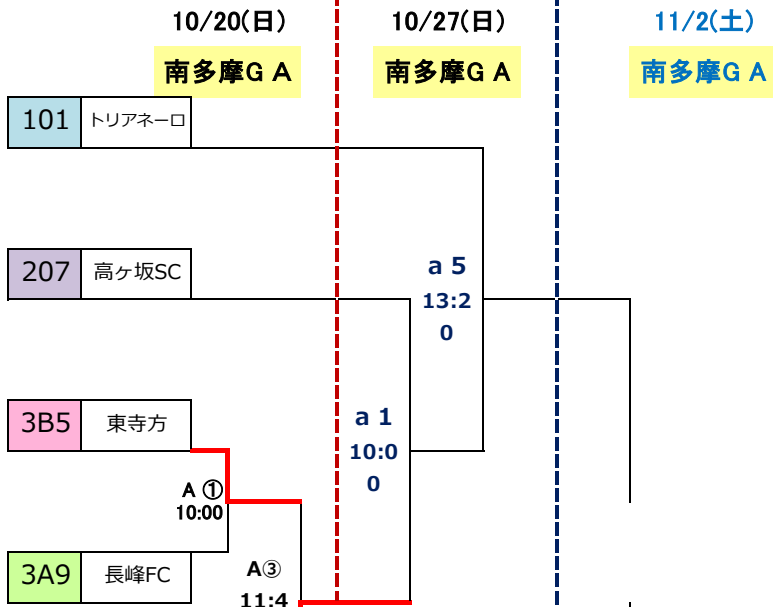 10/20(日) 10/27(日) 11/2(土)
南多摩G A 南多摩G A 南多摩G A
101 トリアネーロ
207 高ヶ坂SC
a 5
13:2
0
3B5 東寺方
a 1
10:0
0
A ①
10:00
3A9 長峰FC
A③
11:4